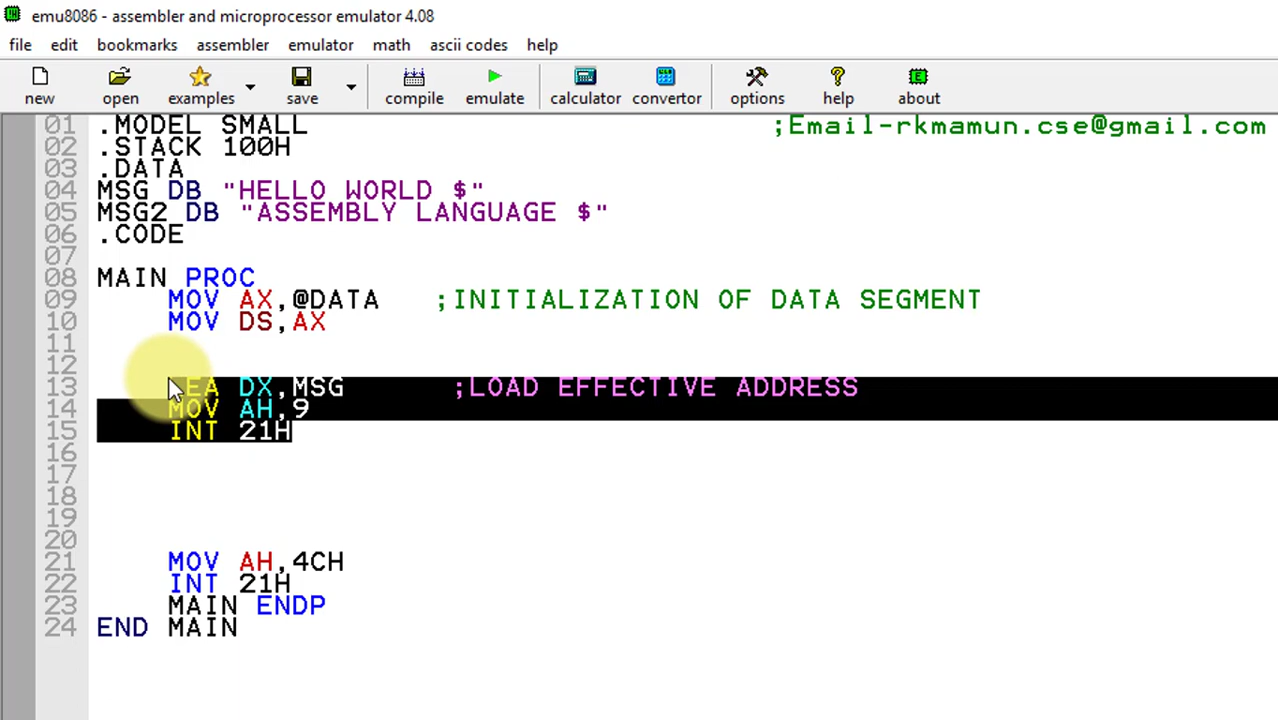 emu8086 - assembler and microprocessor emulator 4.08
file edit bookmarks assembler emulator math ascii codes help
new open examples save compile emulate calculator convertor options help about
01 .MODEL SMALL ;Email-rkmamun.cse@gmail.com
02 .STACK 100H
03 .DATA
04 MSG DB "HELLO WORLD $"
05 MSG2 DB "ASSEMBLY LANGUAGE $"
06 .CODE
07
08 MAIN PROC
09 MOV AX,@DATA ;INITIALIZATION OF DATA SEGMENT
10 MOV DS,AX
11
12
13 LEA DX,MSG ;LOAD EFFECTIVE ADDRESS
14 MOV AH,9
15 INT 21H
16
17
18
19
20
21 MOV AH,4CH
22 INT 21H
23 MAIN ENDP
24 END MAIN